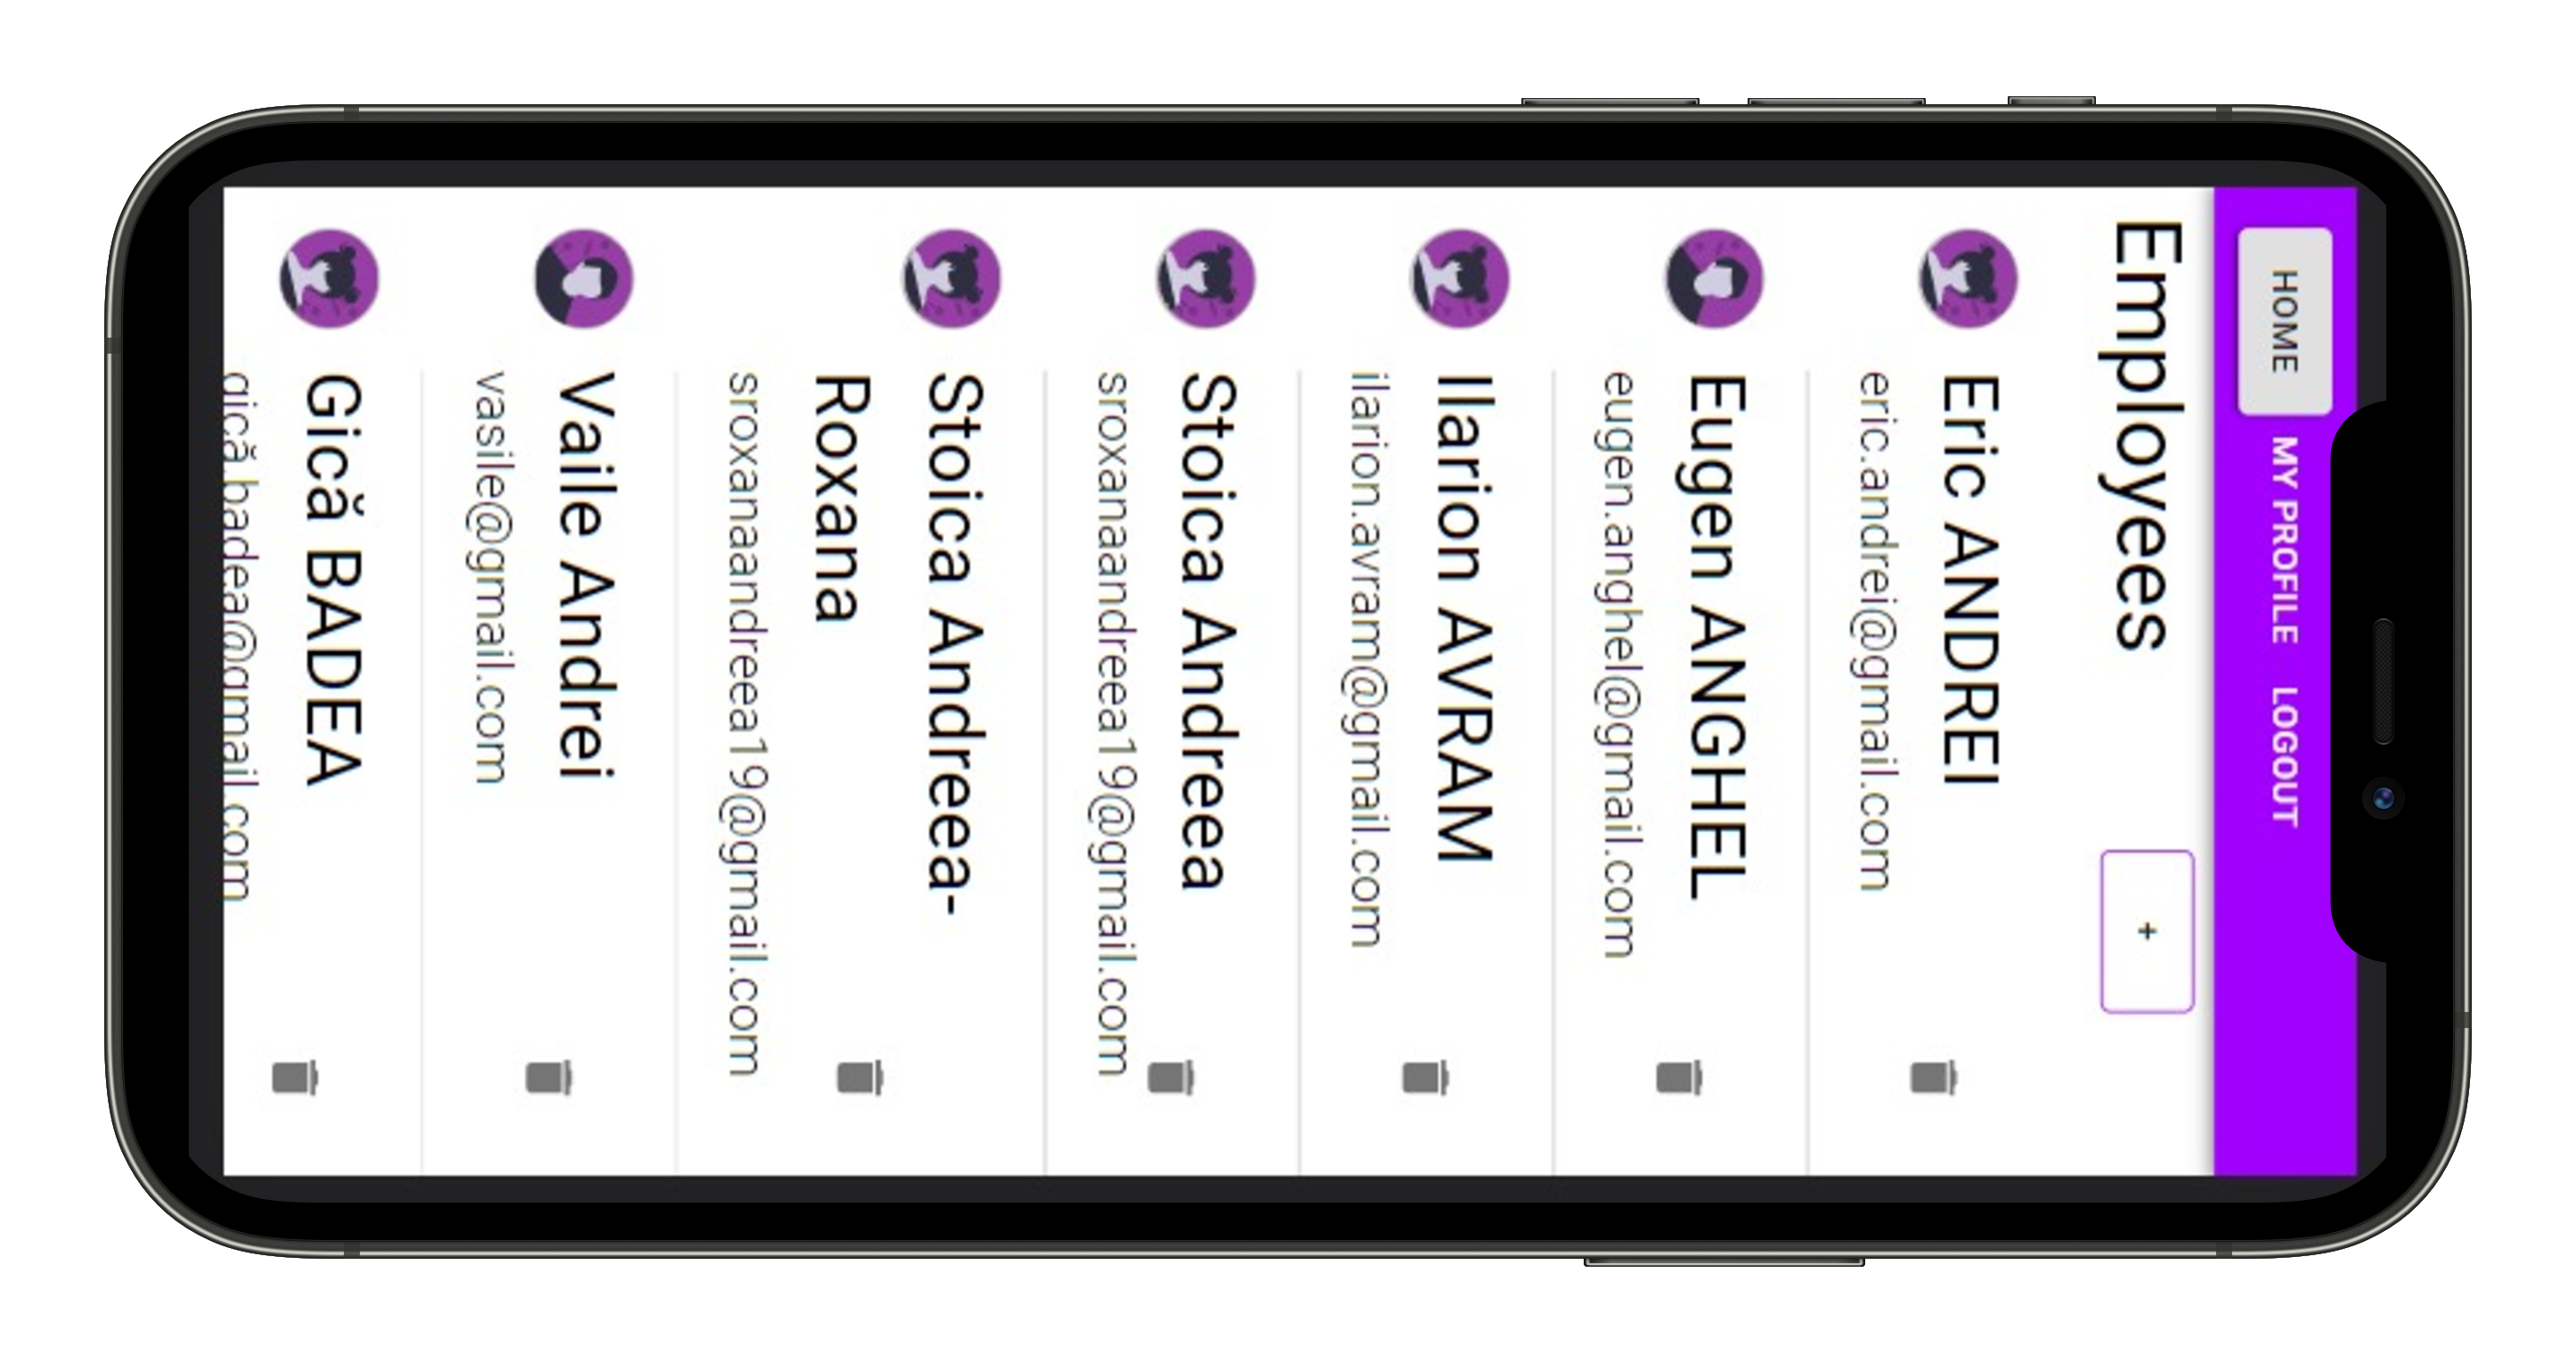 HOME MY PROFILE LOGOUT
Employees
+
Eric ANDREI
eric.andrei@gmail.com
Eugen ANGHEL
eugen.anghel@gmail.com
Ilarion AVRAM
ilarion.avram@gmail.com
Stoica Andreea
sroxanaandreea19@gmail.com
Stoica Andreea-
Roxana
sroxanaandreea19@gmail.com
Vaile Andrei
vasile@gmail.com
Gică BADEA
gică.badea@gmail.com